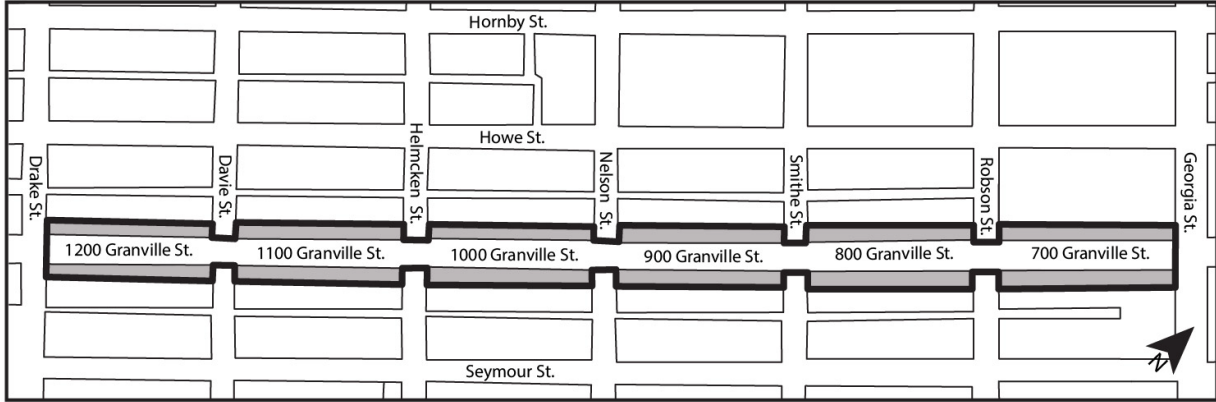 Hornby St.
Howe St.
Drake St.
Davie St.
Helmcken St.
Nelson St.
Smithe St.
Robson St.
Georgia St.
1200 Granville St.
1100 Granville St.
1000 Granville St.
900 Granville St.
800 Granville St.
700 Granville St.
Seymour St.
N